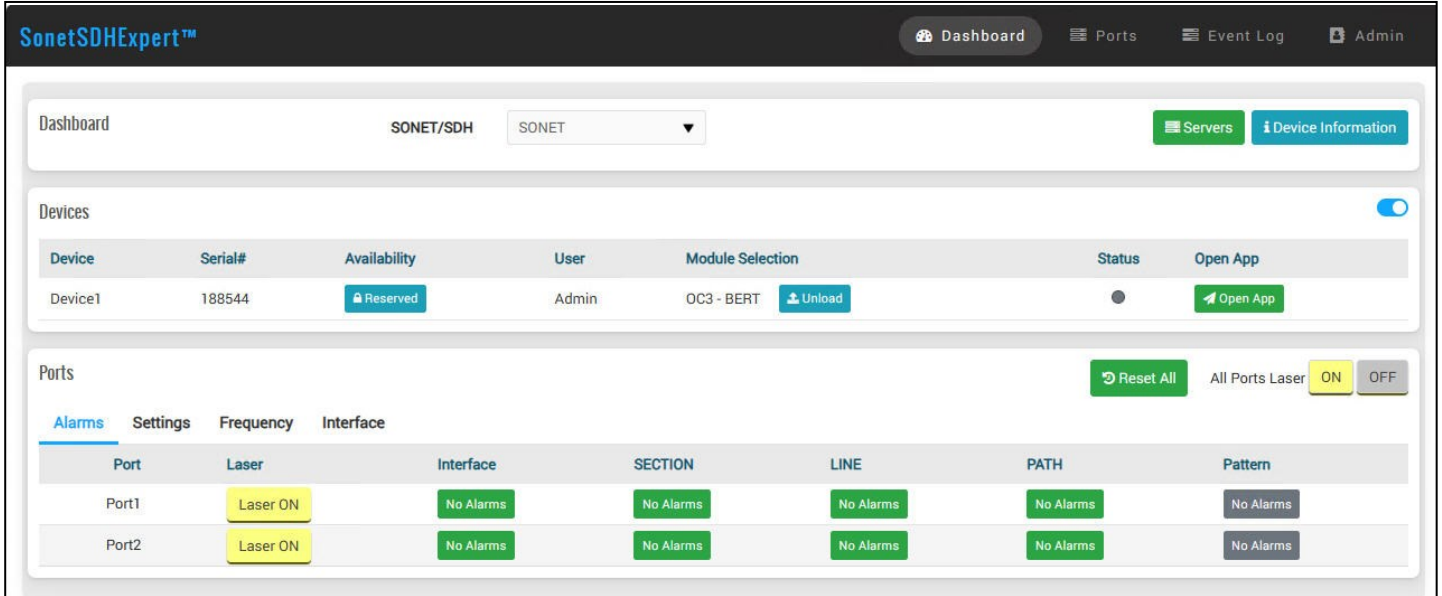 SonetSDHExpert™ Dashboard Ports Event Log Admin
Dashboard SONET/SDH SONET Servers Device Information
Devices
Device Serial# Availability User Module Selection Status Open App
Device1 188544 Reserved Admin OC3 - BERT Unload Open App
Ports Reset All All Ports Laser ON OFF
Alarms Settings Frequency Interface
Port Laser Interface SECTION LINE PATH Pattern
Port1 Laser ON No Alarms No Alarms No Alarms No Alarms No Alarms
Port2 Laser ON No Alarms No Alarms No Alarms No Alarms No Alarms